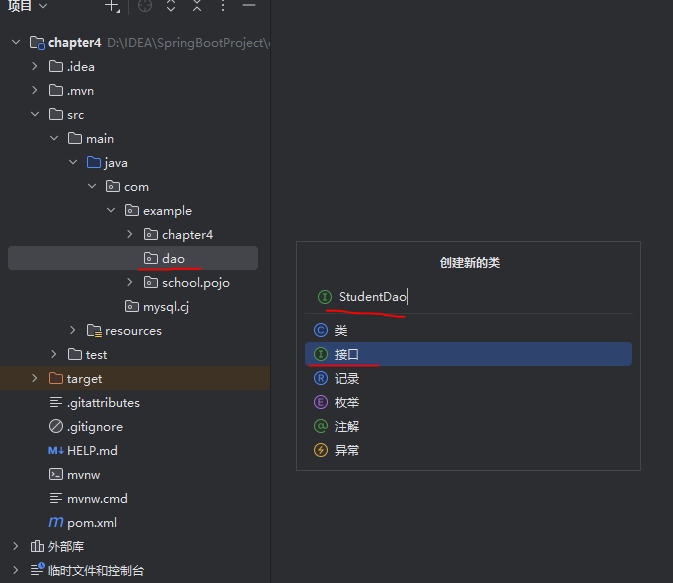 项目
chapter4 D:\IDEA\SpringBootProject\
.idea
.mvn
src
main
java
com
example
chapter4
dao
school.pojo
mysql.cj
resources
test
target
.gitattributes
.gitignore
M↓ HELP.md
mvnw
mvnw.cmd
m pom.xml
外部库
临时文件和控制台
创建新的类
I StudentDao
C 类
I 接口
R 记录
E 枚举
@ 注解
异常